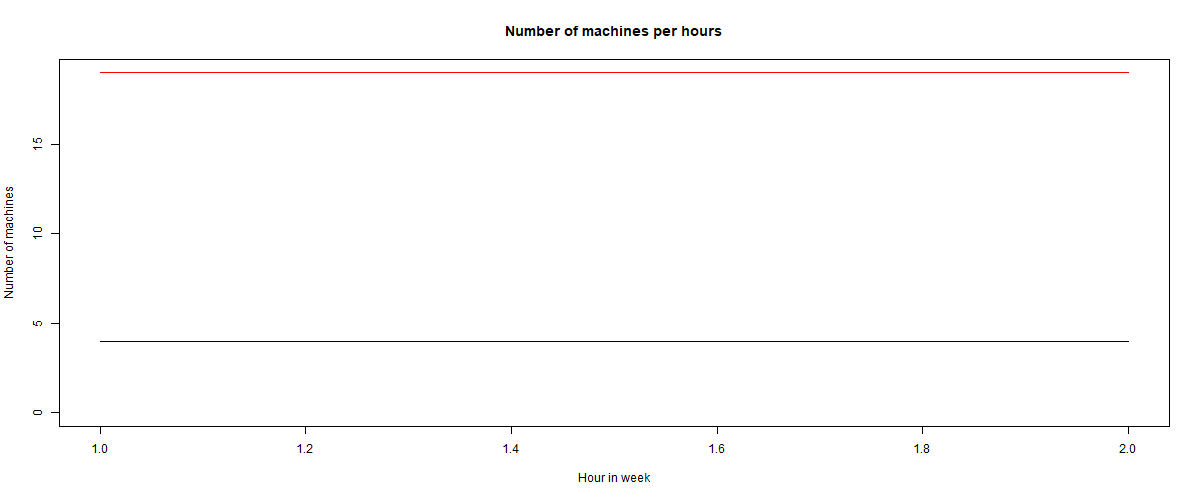 Number of machines per hours
15
10
5
0
Number of machines
1.0 1.2 1.4 1.6 1.8 2.0
Hour in week